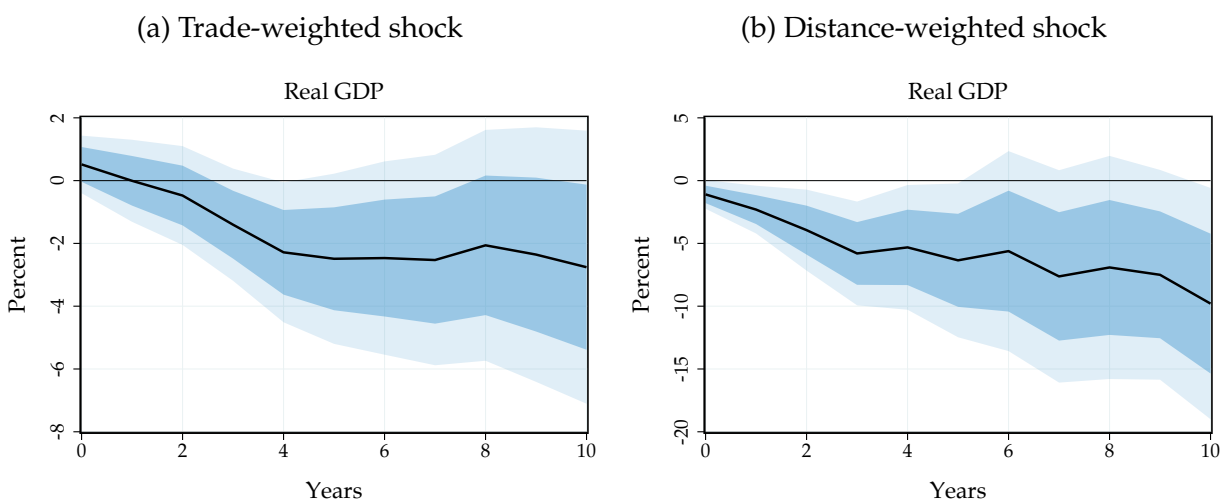 (a) Trade-weighted shock
Real GDP
Percent
2
0
-2
-4
-6
-8
0 2 4 6 8 10
Years
(b) Distance-weighted shock
Real GDP
Percent
5
0
-5
-10
-15
-20
0 2 4 6 8 10
Years